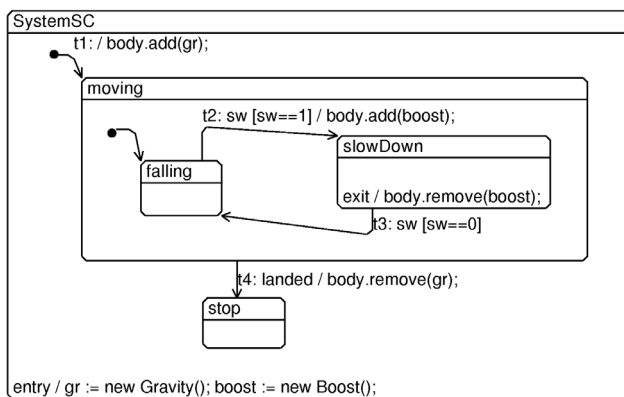 SystemSC
t1: / body.add(gr);
moving
t2: sw [sw==1] / body.add(boost);
slowDown
falling
exit / body.remove(boost);
t3: sw [sw==0]
t4: landed / body.remove(gr);
stop
entry / gr := new Gravity(); boost := new Boost();